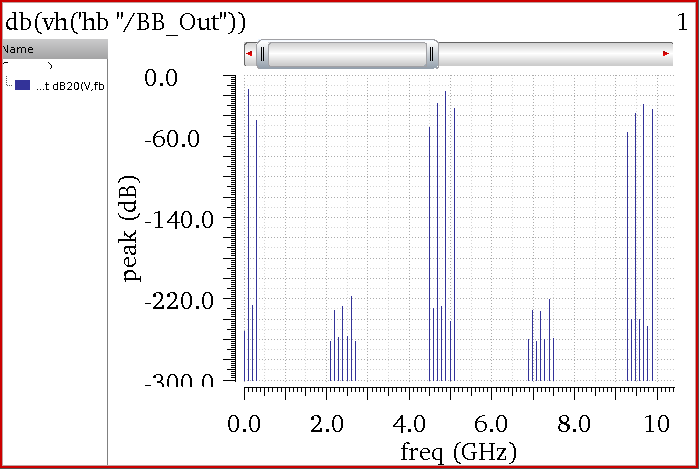 db(vh('hb "/BB_Out"))
1
Name
...t dB20(V,fb
0.0
-60.0
-140.0
-220.0
-300.0
peak (dB)
0.0 2.0 4.0 6.0 8.0 10
freq (GHz)